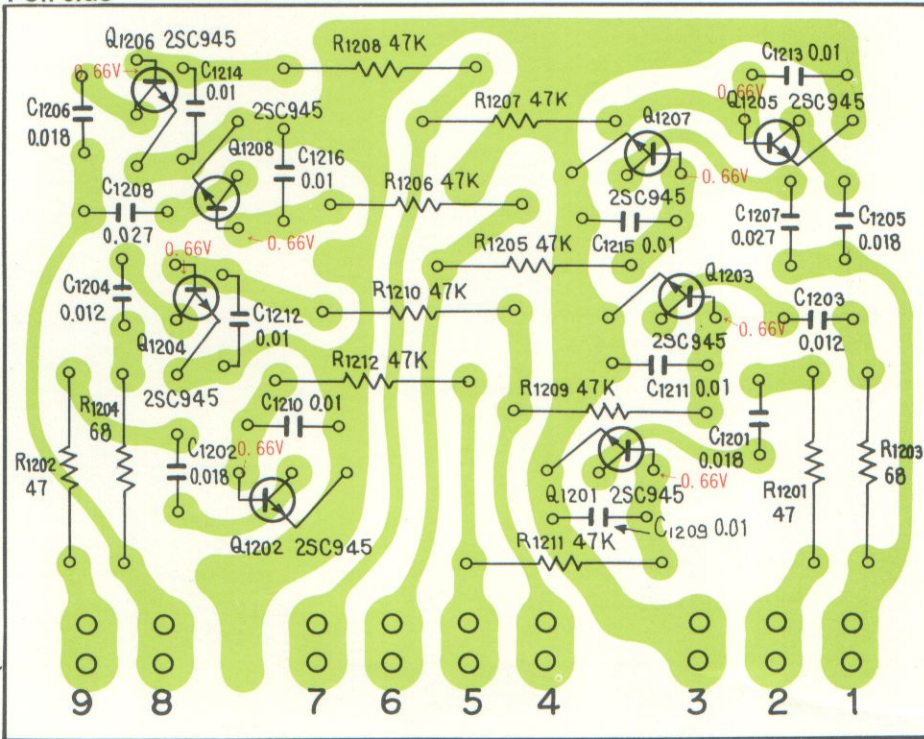 Q1206 2SC945
0.66V
C1214
0.01
C1206
0.018
2SC945
Q1208
C1216
0.01
0.66V
C1208
0.027
0.66V
C1204
0.012
Q1204
2SC945
C1212
0.01
R1204
68
R1202
47
C1210 0.01
0.66V
C1202
0.018
Q1202 2SC945
R1208 47K
R1207 47K
R1206 47K
R1205 47K
R1210 47K
R1212 47K
R1209 47K
R1211 47K
C1213 0.01
0.66V
Q1205 2SC945
Q1207
0.66V
2SC945
C1215 0.01
C1207
0.027
C1205
0.018
Q1203
0.66V
2SC945
C1211 0.01
C1203
0.012
C1201
0.018
0.66V
Q1201 2SC945
C1209 0.01
R1201
47
R1203
68
9 8 7 6 5 4 3 2 1